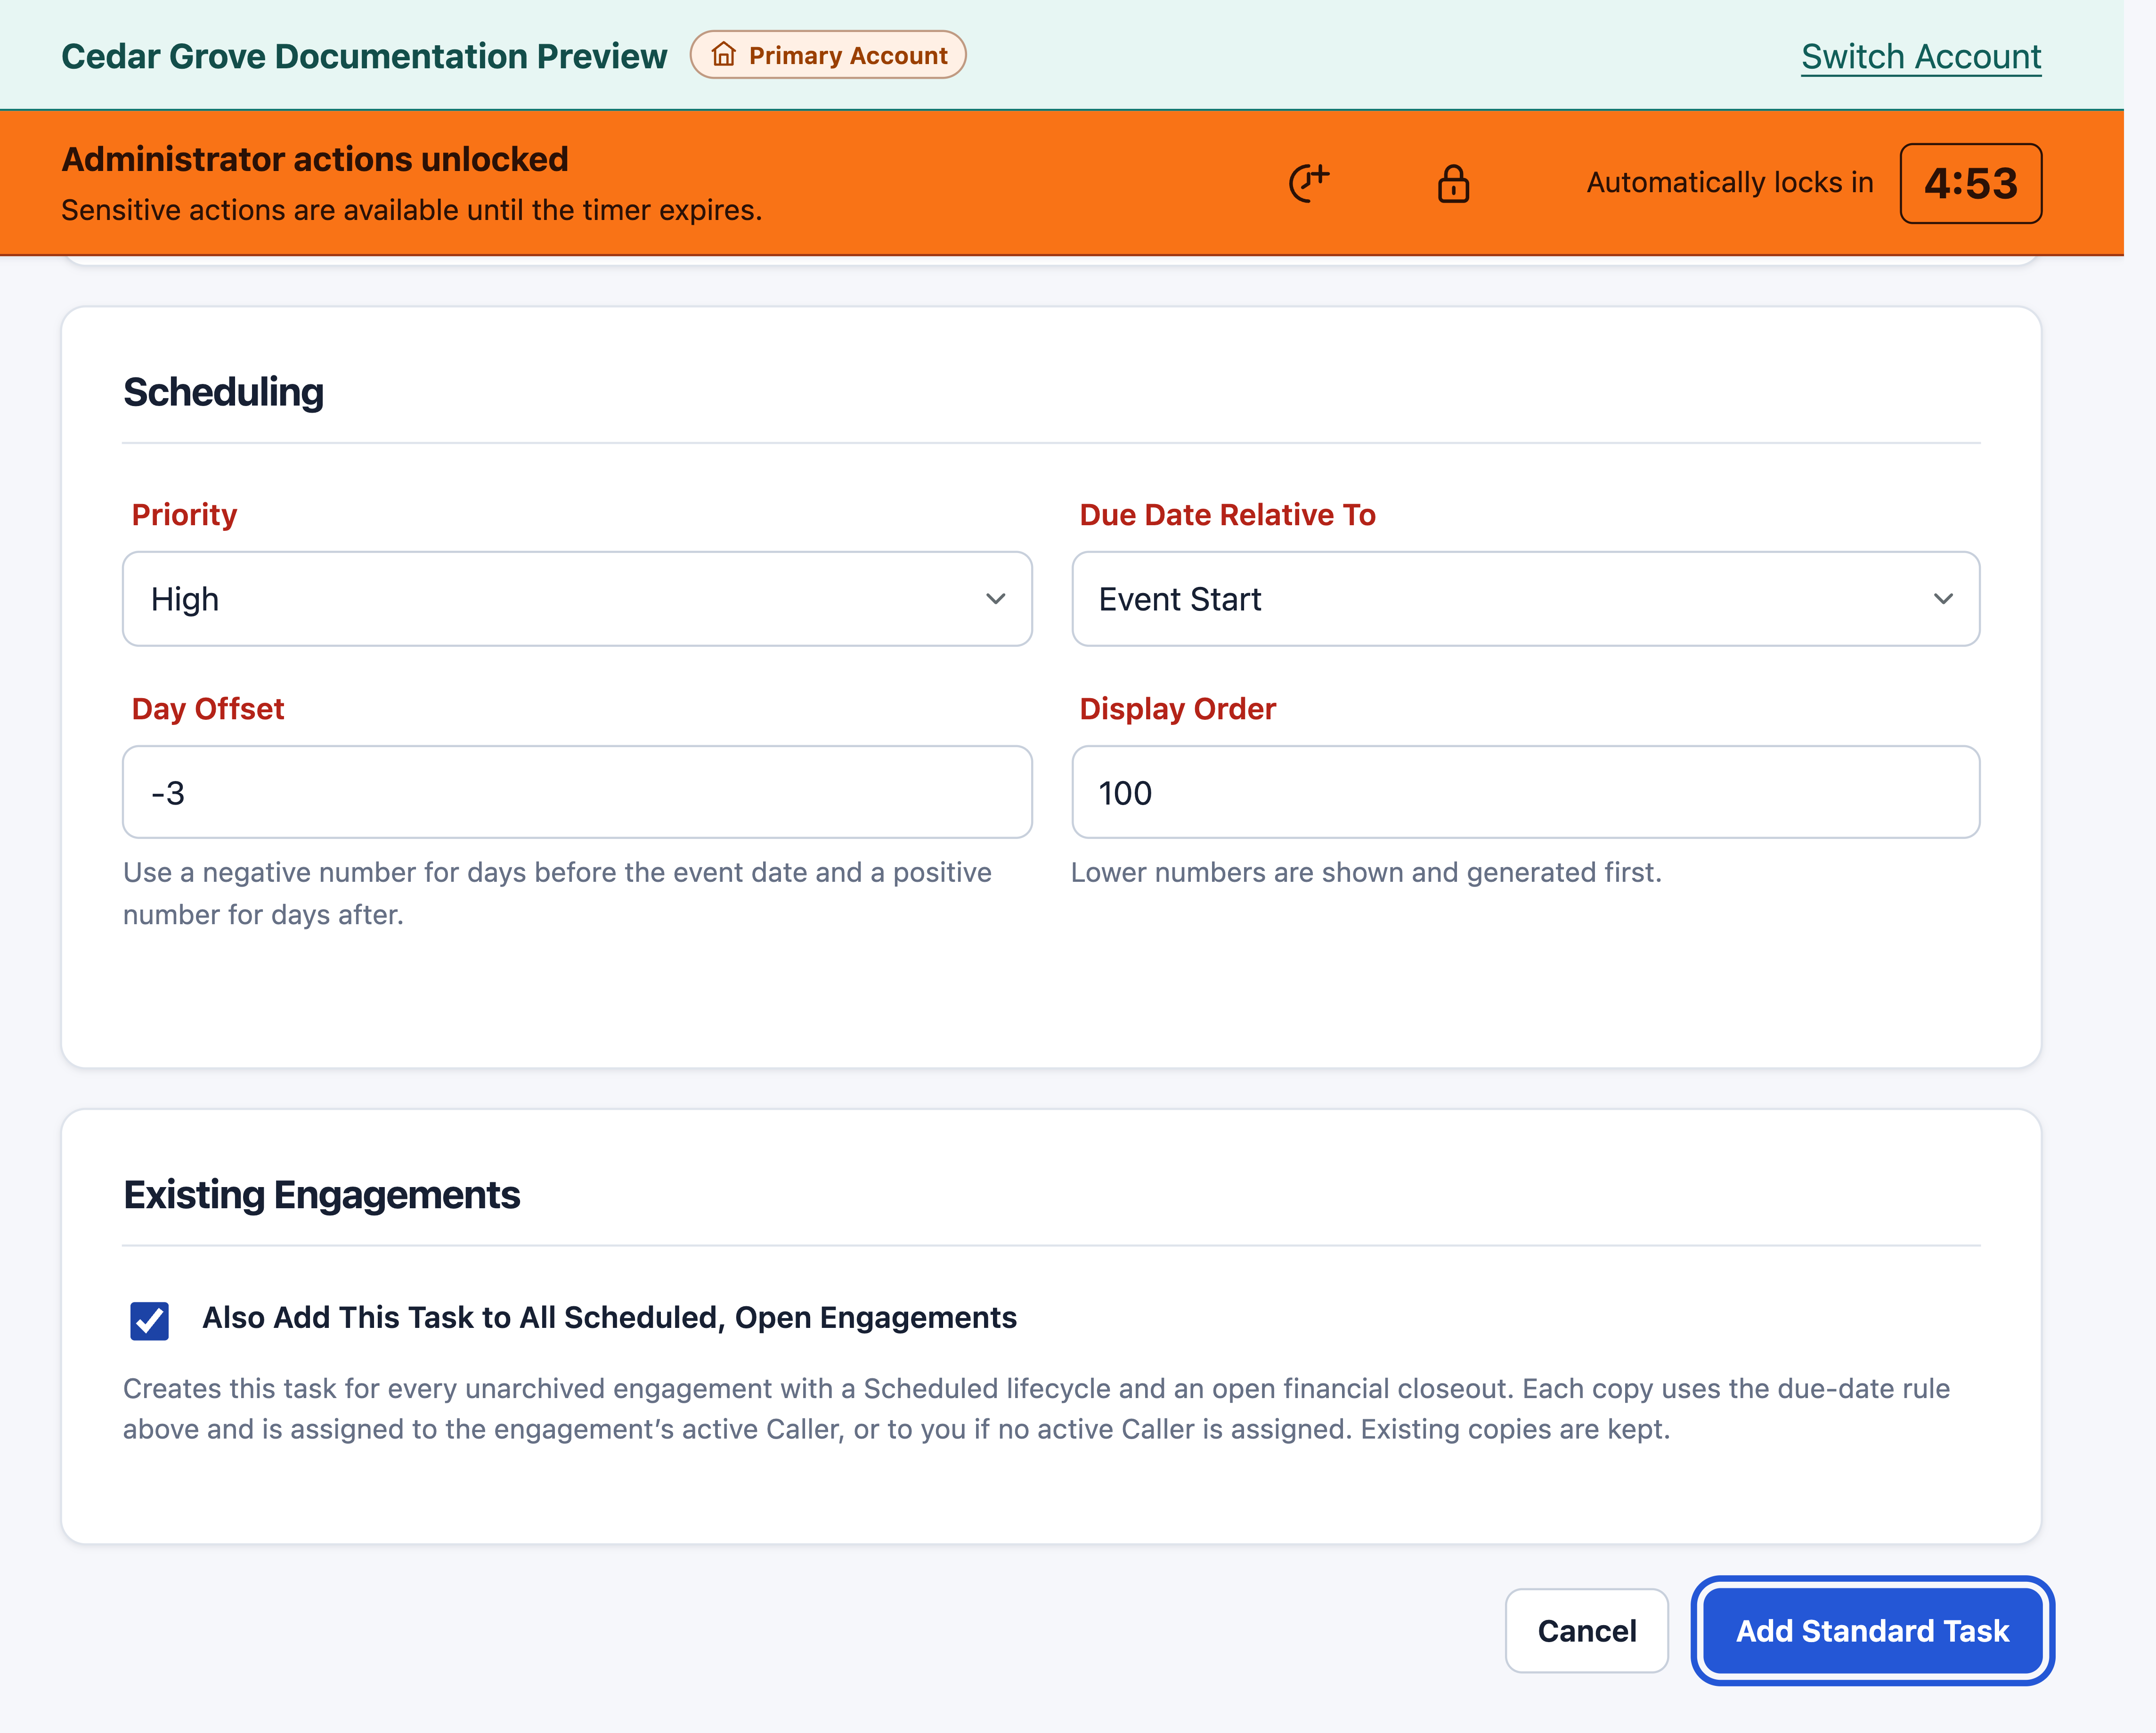 Cedar Grove Documentation Preview
Primary Account
Switch Account
Administrator actions unlocked
Sensitive actions are available until the timer expires.
Automatically locks in
4:53
Scheduling
Priority
High
Due Date Relative To
Event Start
Day Offset
-3
Use a negative number for days before the event date and a positive
number for days after.
Display Order
100
Lower numbers are shown and generated first.
Existing Engagements
Also Add This Task to All Scheduled, Open Engagements
Creates this task for every unarchived engagement with a Scheduled lifecycle and an open financial closeout. Each copy uses the due-date rule
above and is assigned to the engagement’s active Caller, or to you if no active Caller is assigned. Existing copies are kept.
Cancel
Add Standard Task